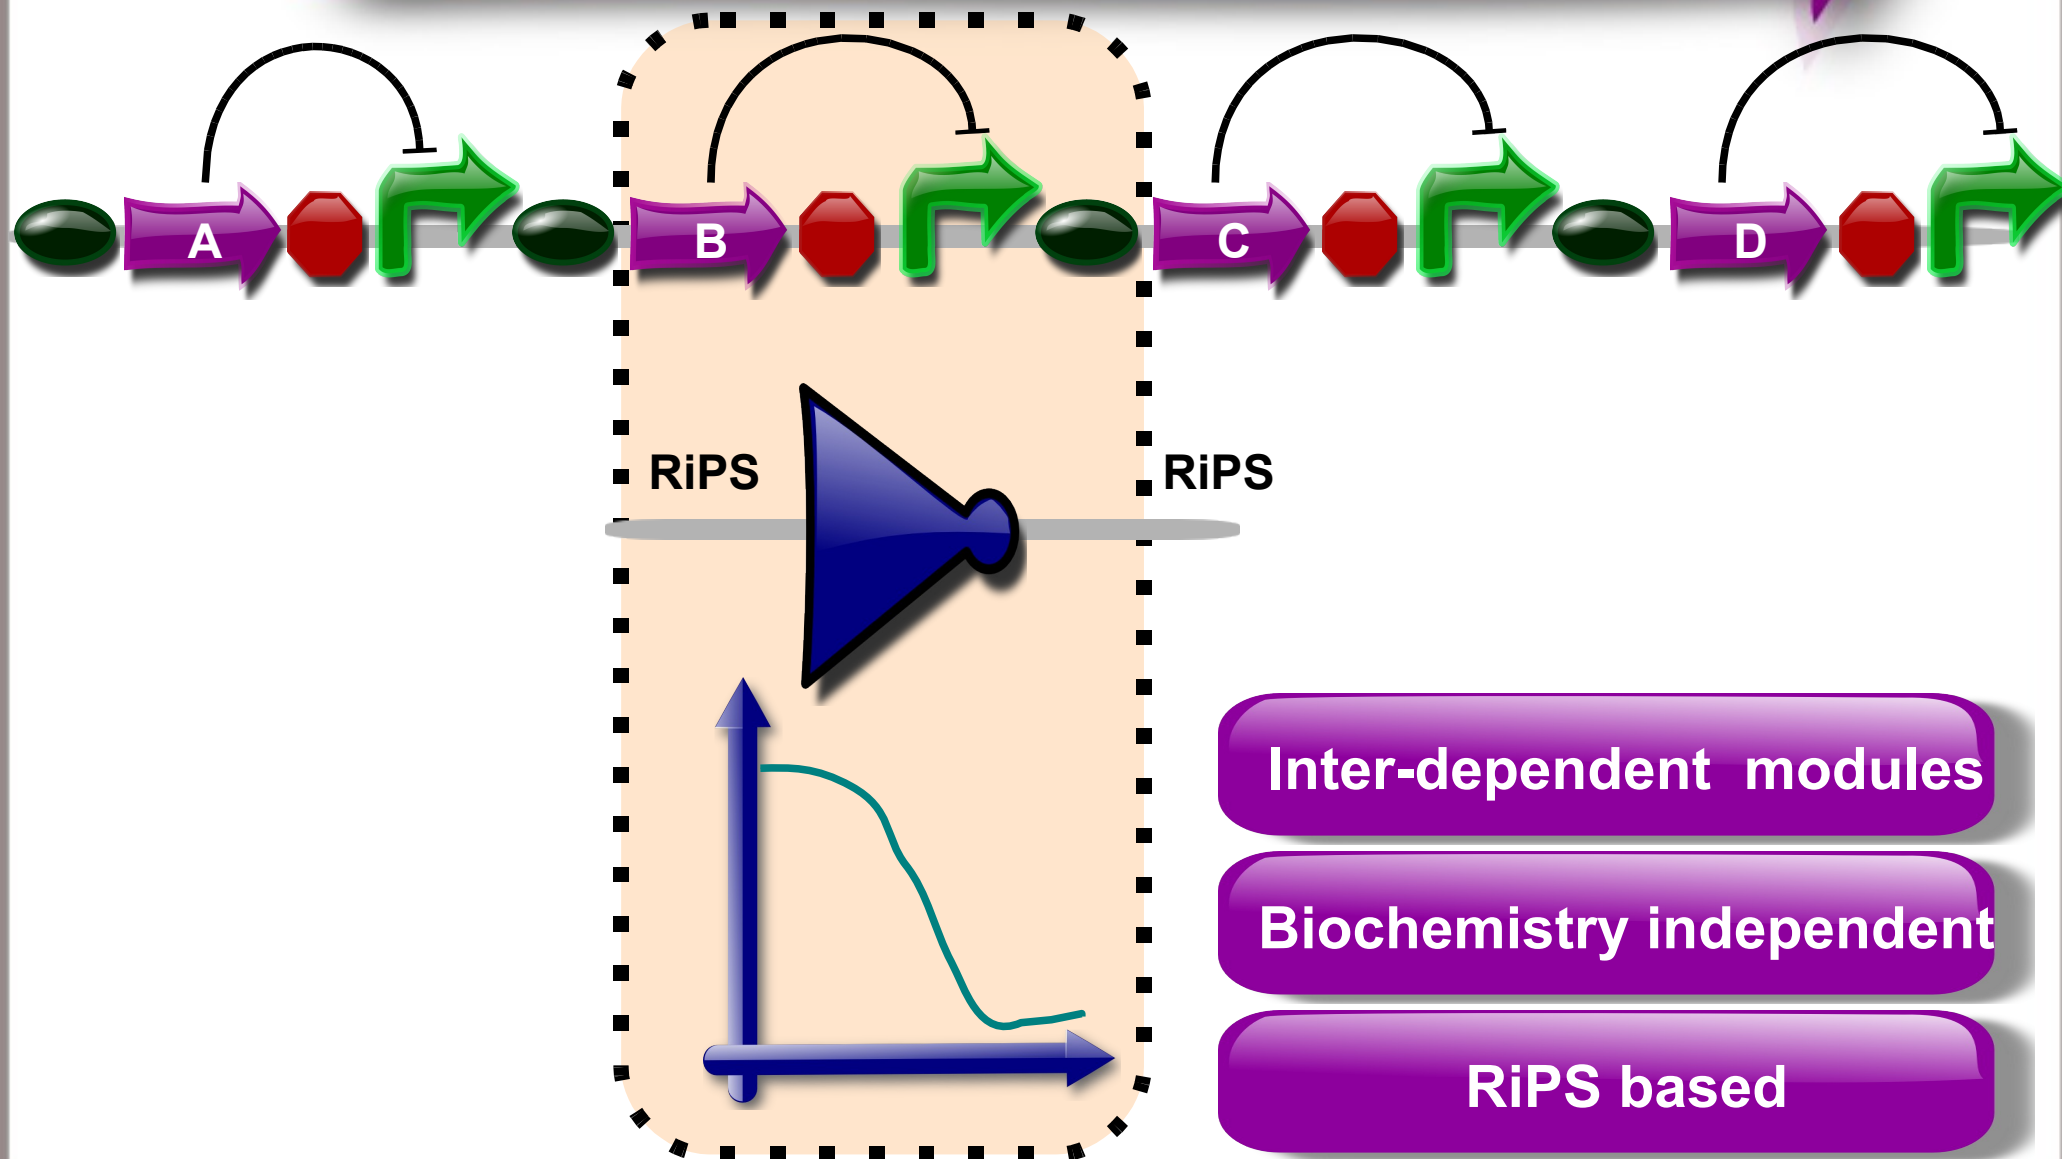 A
B
C
D
RiPS
RiPS
Inter-dependent  modules
Biochemistry independent
RiPS based